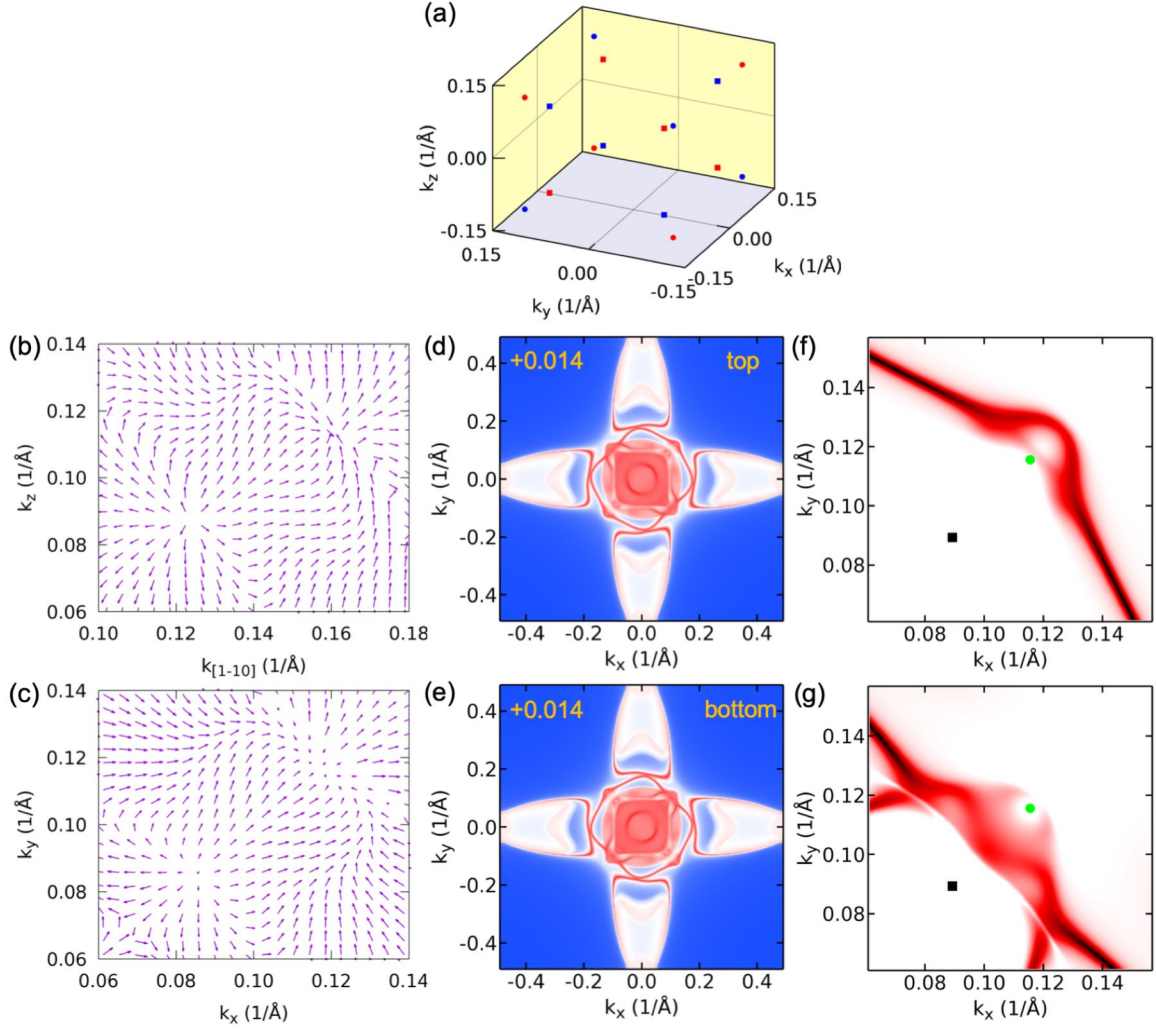 (a)
0.15
0.00
-0.15
k_z (1/Å)
0.15
0.00
-0.15
k_y (1/Å)
-0.15
0.00
0.15
k_x (1/Å)
(b)
0.14
0.12
0.10
0.08
0.06
k_z (1/Å)
0.10
0.12
0.14
0.16
0.18
k_[1-10] (1/Å)
(d)
+0.014
top
0.4
0.2
0.0
-0.2
-0.4
k_y (1/Å)
-0.4
-0.2
0.0
0.2
0.4
k_x (1/Å)
(f)
0.14
0.12
0.10
0.08
k_y (1/Å)
0.08
0.10
0.12
0.14
k_x (1/Å)
(c)
0.14
0.12
0.10
0.08
0.06
k_y (1/Å)
0.06
0.08
0.10
0.12
0.14
k_x (1/Å)
(e)
+0.014
bottom
0.4
0.2
0.0
-0.2
-0.4
k_y (1/Å)
-0.4
-0.2
0.0
0.2
0.4
k_x (1/Å)
(g)
0.14
0.12
0.10
0.08
k_y (1/Å)
0.08
0.10
0.12
0.14
k_x (1/Å)